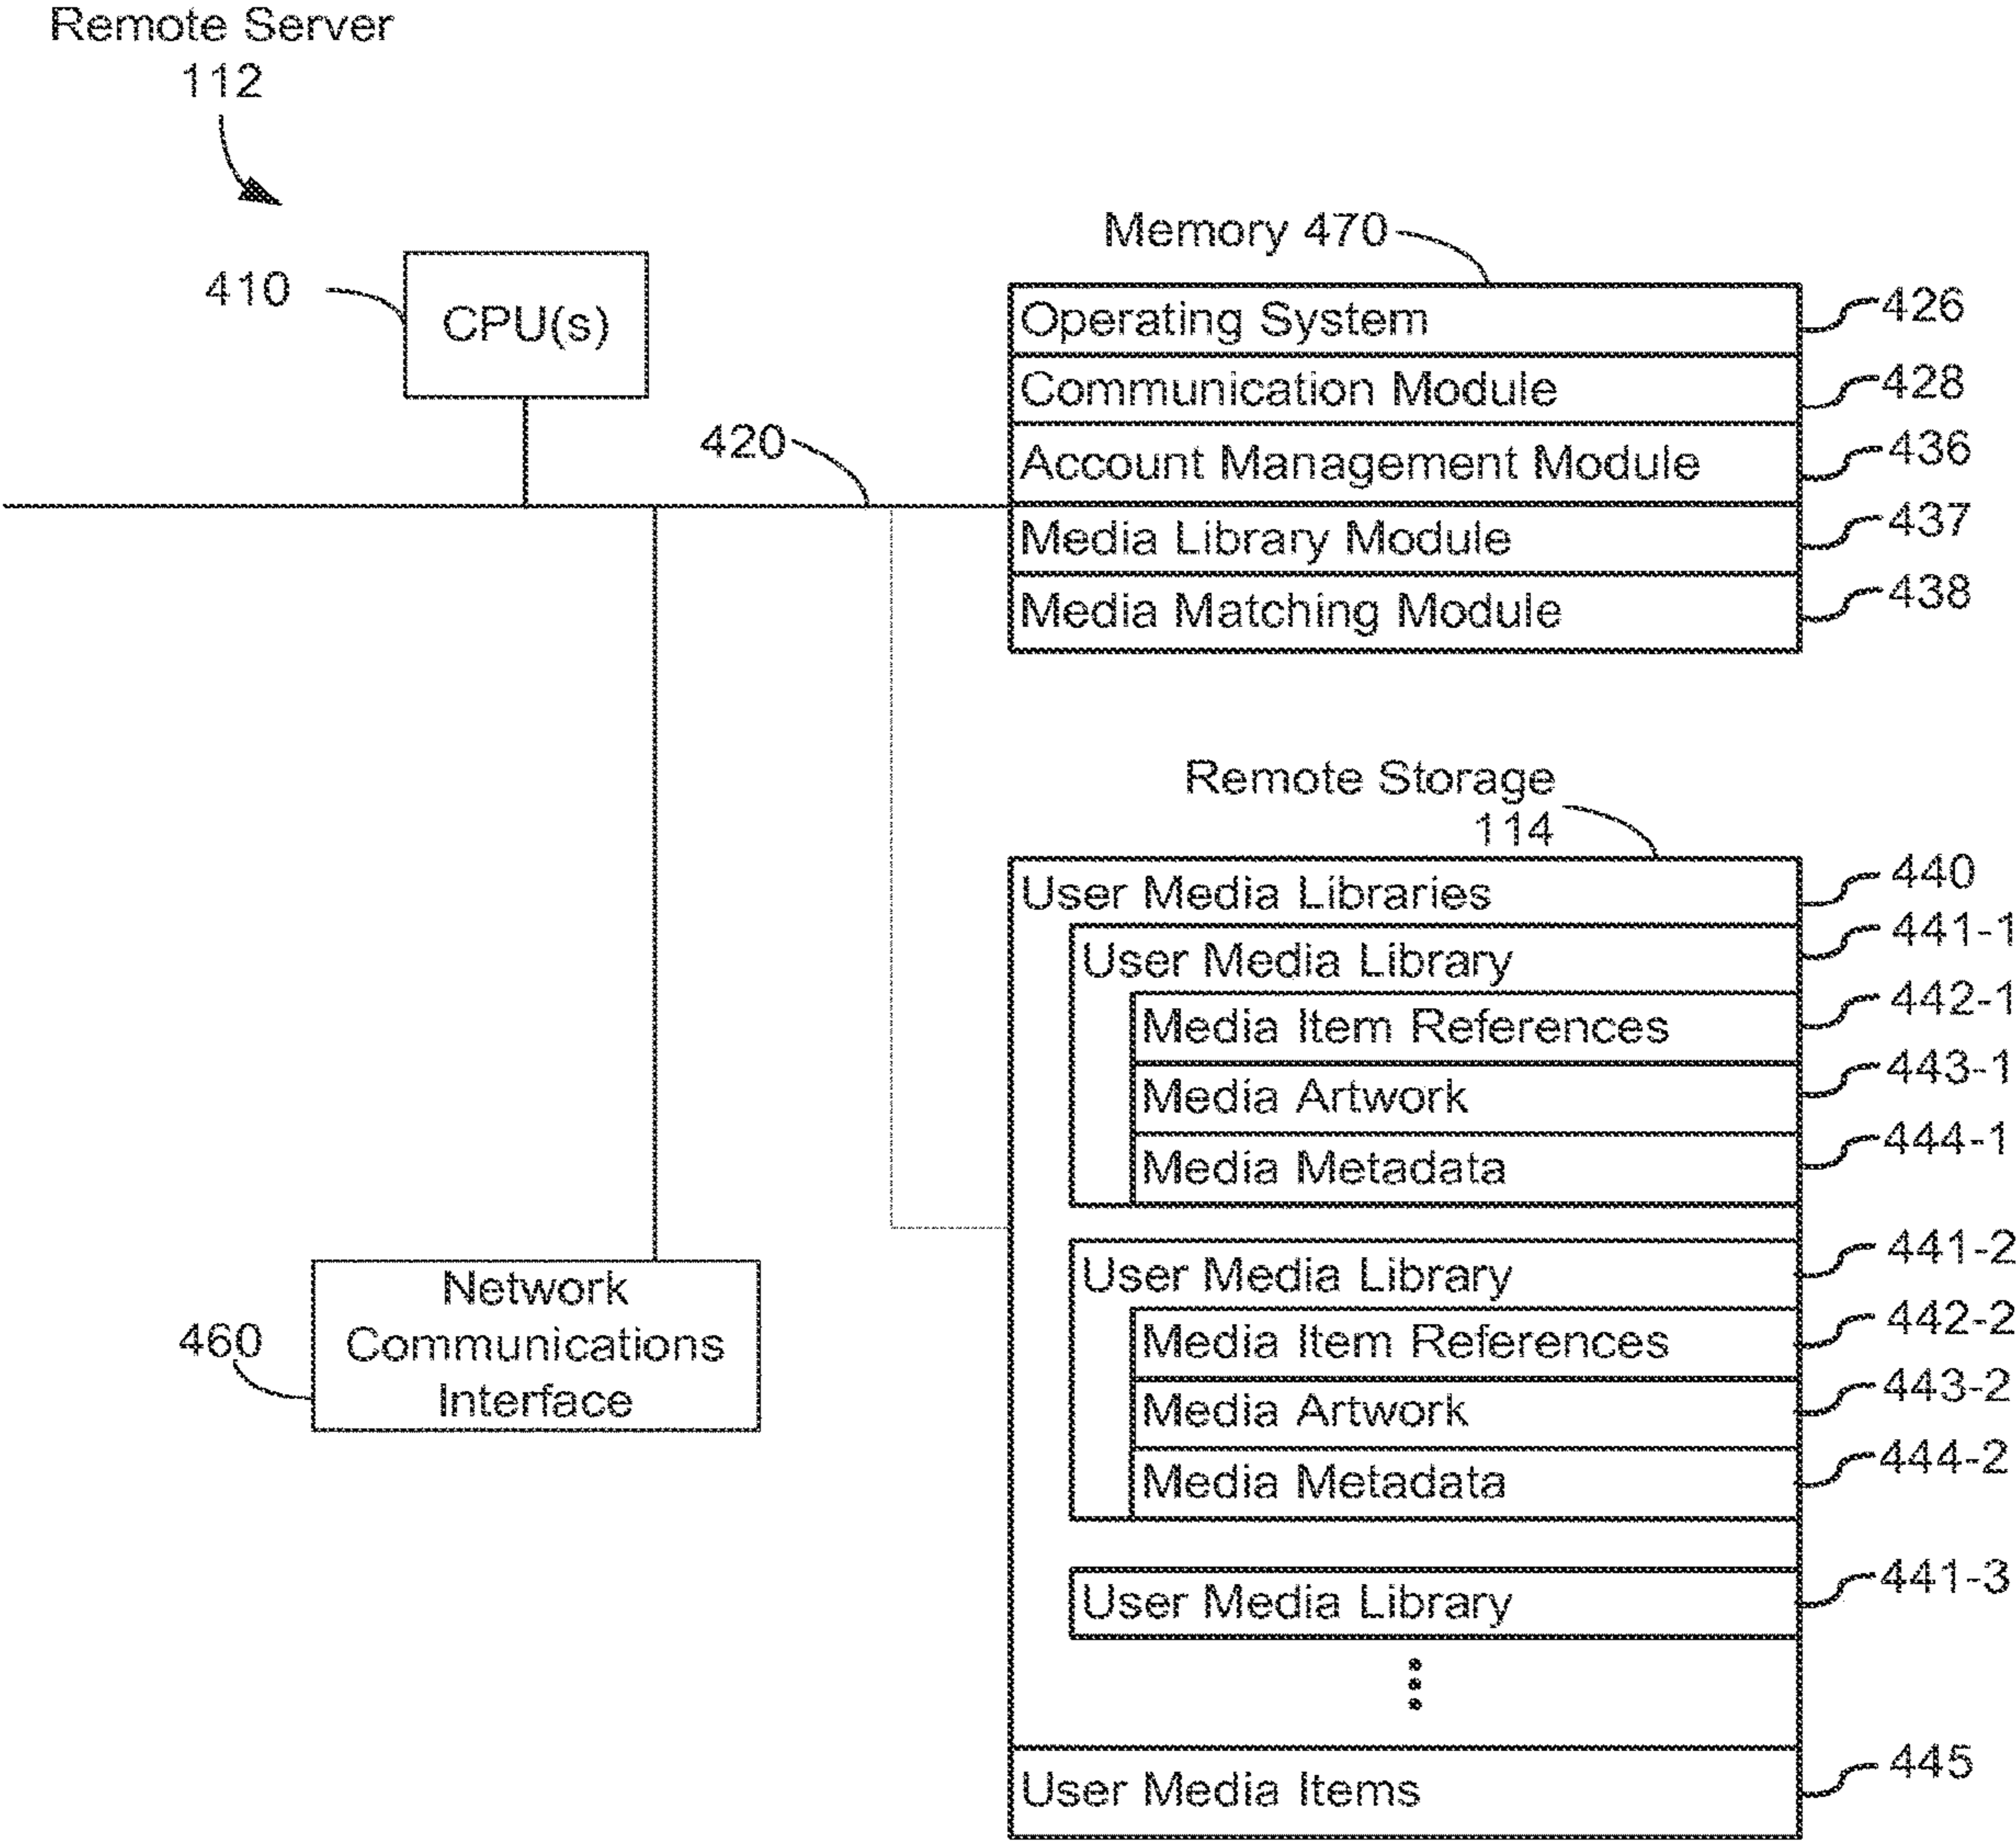 Remote Server
112
410
CPU(s)
420
Memory 470
Operating System
426
Communication Module
428
Account Management Module
436
Media Library Module
437
Media Matching Module
438
Remote Storage
114
User Media Libraries
440
User Media Library
441-1
Media Item References
442-1
Media Artwork
443-1
Media Metadata
444-1
User Media Library
441-2
Media Item References
442-2
Media Artwork
443-2
Media Metadata
444-2
User Media Library
441-3
User Media Items
445
460
Network
Communications
Interface